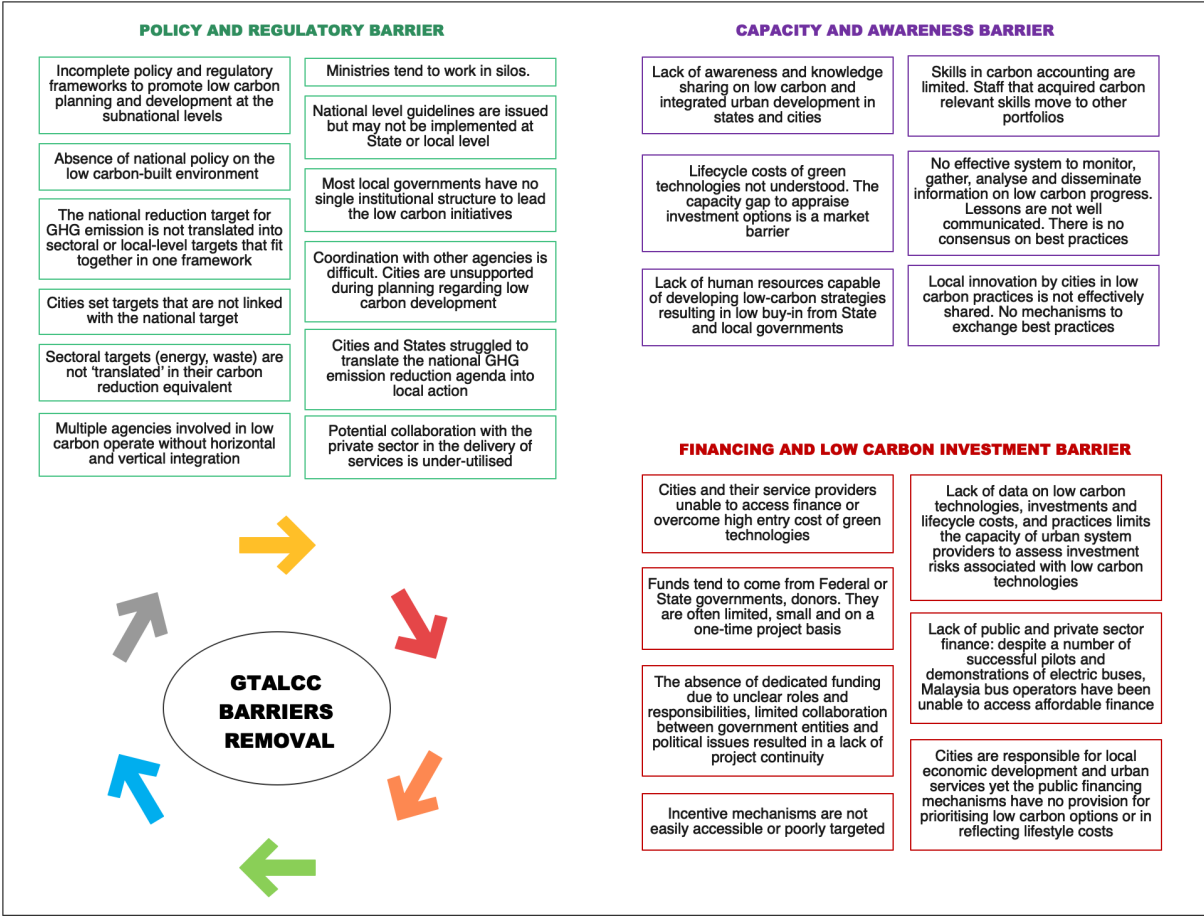 POLICY AND REGULATORY BARRIER
Incomplete policy and regulatory
frameworks to promote low carbon
planning and development at the
subnational levels
Absence of national policy on the
low carbon-built environment
The national reduction target for
GHG emission is not translated into
sectoral or local-level targets that fit
together in one framework
Cities set targets that are not linked
with the national target
Sectoral targets (energy, waste) are
not ‘translated’ in their carbon
reduction equivalent
Multiple agencies involved in low
carbon operate without horizontal
and vertical integration
Ministries tend to work in silos.
National level guidelines are issued
but may not be implemented at
State or local level
Most local governments have no
single institutional structure to lead
the low carbon initiatives
Coordination with other agencies is
difficult. Cities are unsupported
during planning regarding low
carbon development
Cities and States struggled to
translate the national GHG
emission reduction agenda into
local action
Potential collaboration with the
private sector in the delivery of
services is under-utilised
CAPACITY AND AWARENESS BARRIER
Lack of awareness and knowledge
sharing on low carbon and
integrated urban development in
states and cities
Lifecycle costs of green
technologies not understood. The
capacity gap to appraise
investment options is a market
barrier
Lack of human resources capable
of developing low-carbon strategies
resulting in low buy-in from State
and local governments
Skills in carbon accounting are
limited. Staff that acquired carbon
relevant skills move to other
portfolios
No effective system to monitor,
gather, analyse and disseminate
information on low carbon progress.
Lessons are not well
communicated. There is no
consensus on best practices
Local innovation by cities in low
carbon practices is not effectively
shared. No mechanisms to
exchange best practices
FINANCING AND LOW CARBON INVESTMENT BARRIER
Cities and their service providers
unable to access finance or
overcome high entry cost of green
technologies
Funds tend to come from Federal or
State governments, donors. They
are often limited, small and on a
one-time project basis
The absence of dedicated funding
due to unclear roles and
responsibilities, limited collaboration
between government entities and
political issues resulted in a lack of
project continuity
Incentive mechanisms are not
easily accessible or poorly targeted
Lack of data on low carbon
technologies, investments and
lifecycle costs, and practices limits
the capacity of urban system
providers to assess investment
risks associated with low carbon
technologies
Lack of public and private sector
finance: despite a number of
successful pilots and
demonstrations of electric buses,
Malaysia bus operators have been
unable to access affordable finance
Cities are responsible for local
economic development and urban
services yet the public financing
mechanisms have no provision for
prioritising low carbon options or in
reflecting lifestyle costs
GTALCC
BARRIERS
REMOVAL